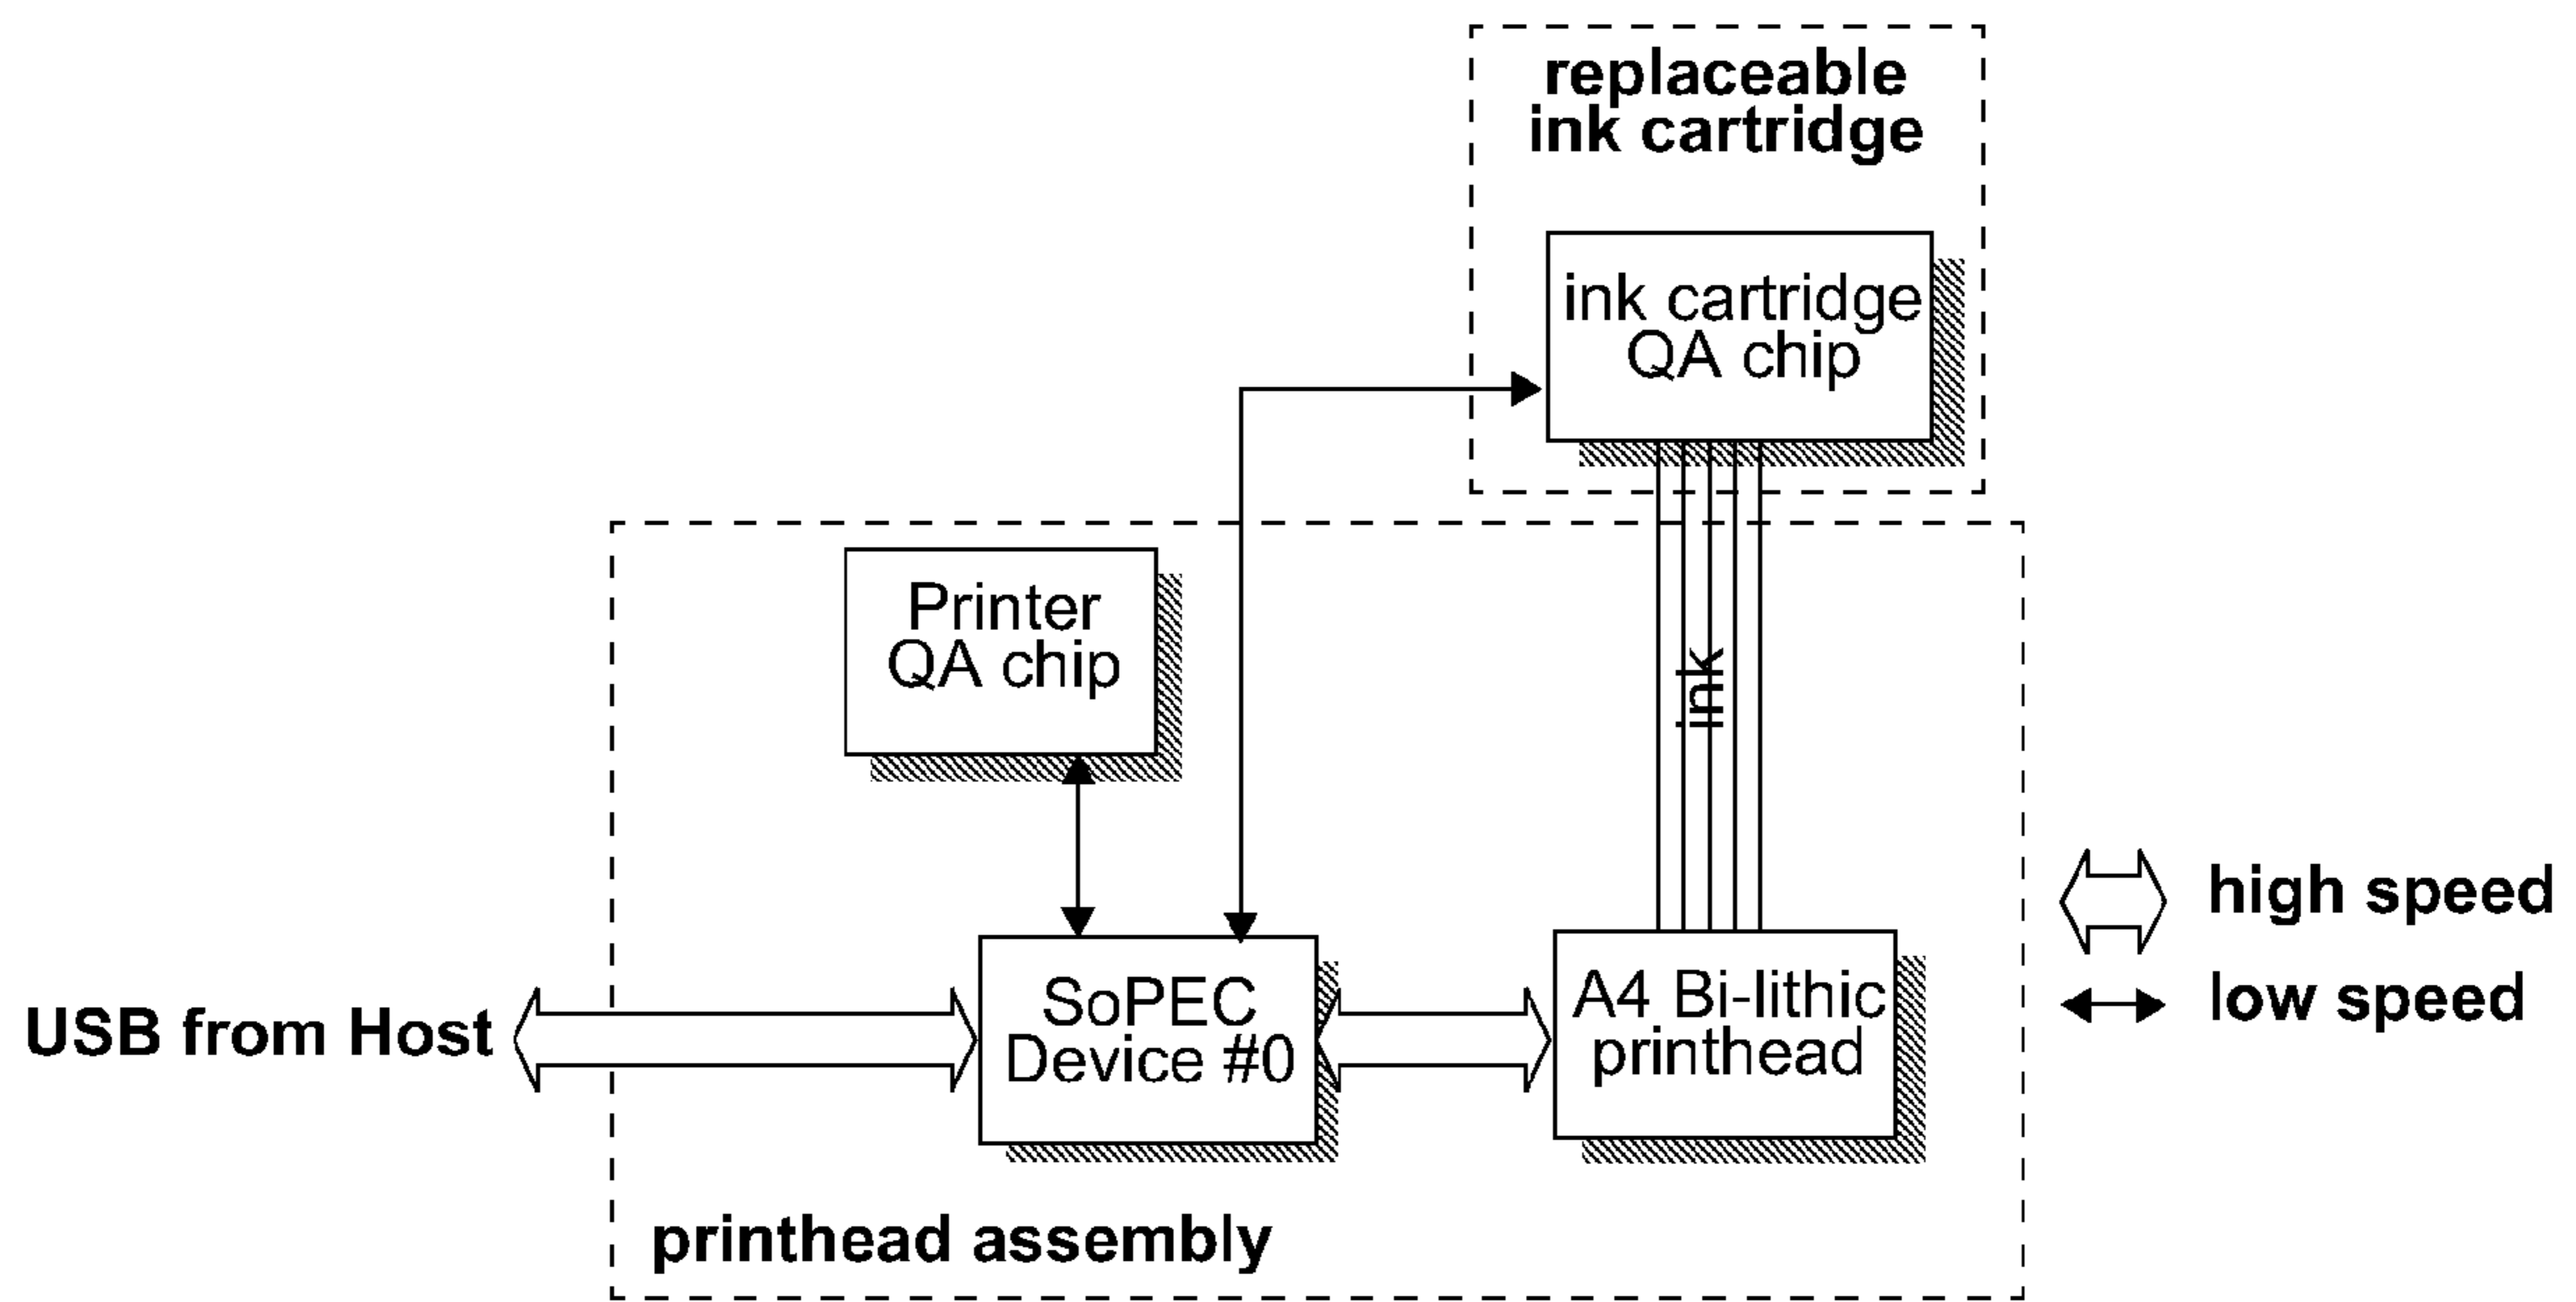 replaceable
ink cartridge
ink cartridge
QA chip
Printer
QA chip
ink
USB from Host
SoPEC
Device #0
A4 Bi-lithic
printhead
high speed
low speed
printhead assembly